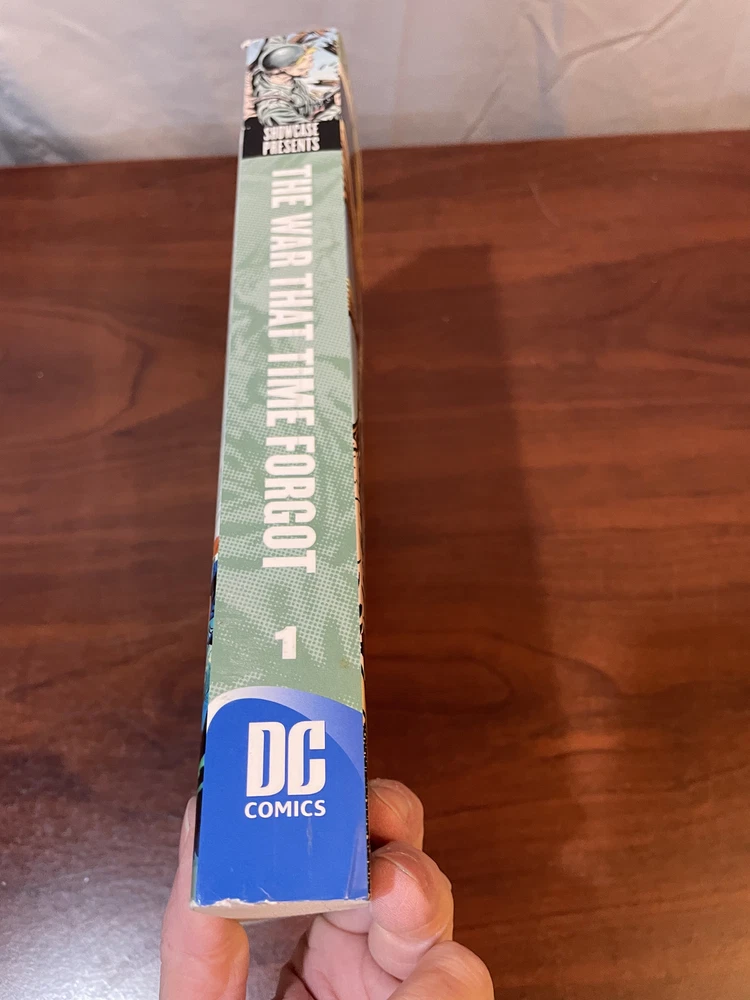 SHOWCASE
PRESENTS
THE WAR THAT TIME FORGOT
1
DC
COMICS